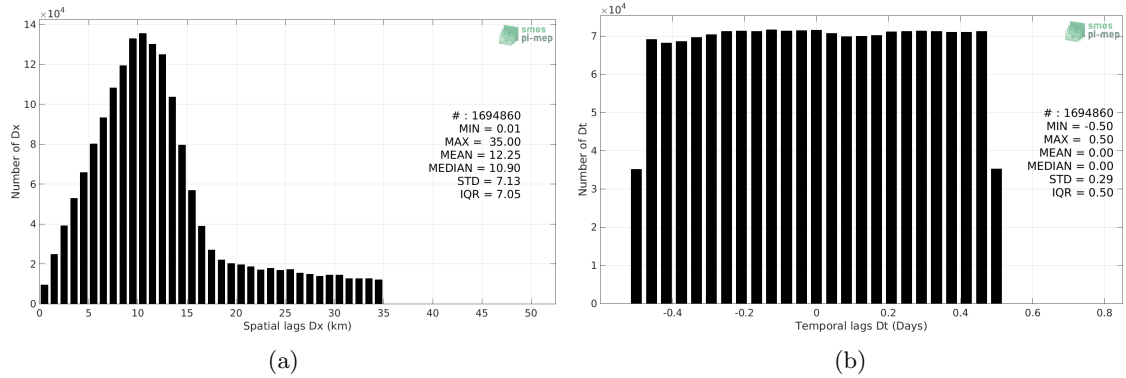 ×10⁴
14
12
10
8
6
4
2
0
Number of Dx
smos
pi-mep
# : 1694860
MIN = 0.01
MAX = 35.00
MEAN = 12.25
MEDIAN = 10.90
STD = 7.13
IQR = 7.05
0 5 10 15 20 25 30 35 40 45 50
Spatial lags Dx (km)
(a)
×10⁴
7
6
5
4
3
2
1
0
Number of Dt
smos
pi-mep
# : 1694860
MIN = -0.50
MAX = 0.50
MEAN = 0.00
MEDIAN = 0.00
STD = 0.29
IQR = 0.50
-0.4 -0.2 0 0.2 0.4 0.6 0.8
Temporal lags Dt (Days)
(b)